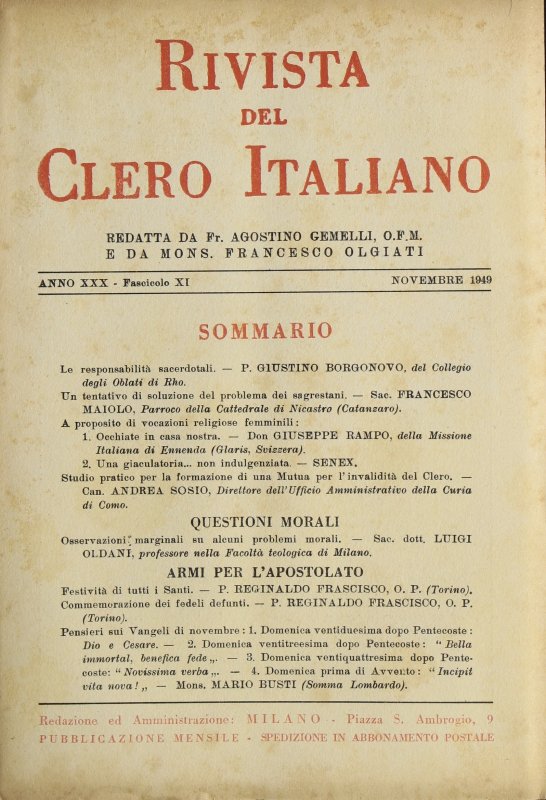 RIVISTA
DEL
CLERO ITALIANO
REDATTA DA Fr. AGOSTINO GEMELLI, O.F.M.
E DA MONS. FRANCESCO OLGIATI
ANNO XXX - Fascicolo XI NOVEMBRE 1949
SOMMARIO
Le responsabilità sacerdotali. — P. GIUSTINO BORGONOVO, del Collegio
degli Oblati di Rho.
Un tentativo di soluzione del problema dei sagrestani. — Sac. FRANCESCO
MAIOLO, Parroco della Cattedrale di Nicastro (Catanzaro).
A proposito di vocazioni religiose femminili:
1. Occhiate in casa nostra. — Don GIUSEPPE RAMPO, della Missione
Italiana di Ennenda (Glaris, Svizzera).
2. Una giaculatoria... non indulgenziata. — SENEX.
Studio pratico per la formazione di una Mutua per l'invalidità del Clero. —
Can. ANDREA SOSIO, Direttore dell'Ufficio Amministrativo della Curia
di Como.
QUESTIONI MORALI
Osservazioni marginali su alcuni problemi morali. — Sac. dott. LUIGI
OLDANI, professore nella Facoltà teologica di Milano.
ARMI PER L'APOSTOLATO
Festività di tutti i Santi. — P. REGINALDO FRASCISCO, O. P. (Torino).
Commemorazione dei fedeli defunti. — P. REGINALDO FRASCISCO, O. P.
(Torino).
Pensieri sui Vangeli di novembre: 1. Domenica ventiduesima dopo Pentecoste:
Dio e Cesare. — 2. Domenica ventitreesima dopo Pentecoste: "Bella
immortal, benefica fede„. — 3. Domenica ventiquattresima dopo Pente-
coste: "Novissima verba„. — 4. Domenica prima di Avvento: "Incipit
vita nova!„ — Mons. MARIO BUSTI (Somma Lombardo).
Redazione ed Amministrazione: MILANO - Piazza S. Ambrogio, 9
PUBBLICAZIONE MENSILE - SPEDIZIONE IN ABBONAMENTO POSTALE